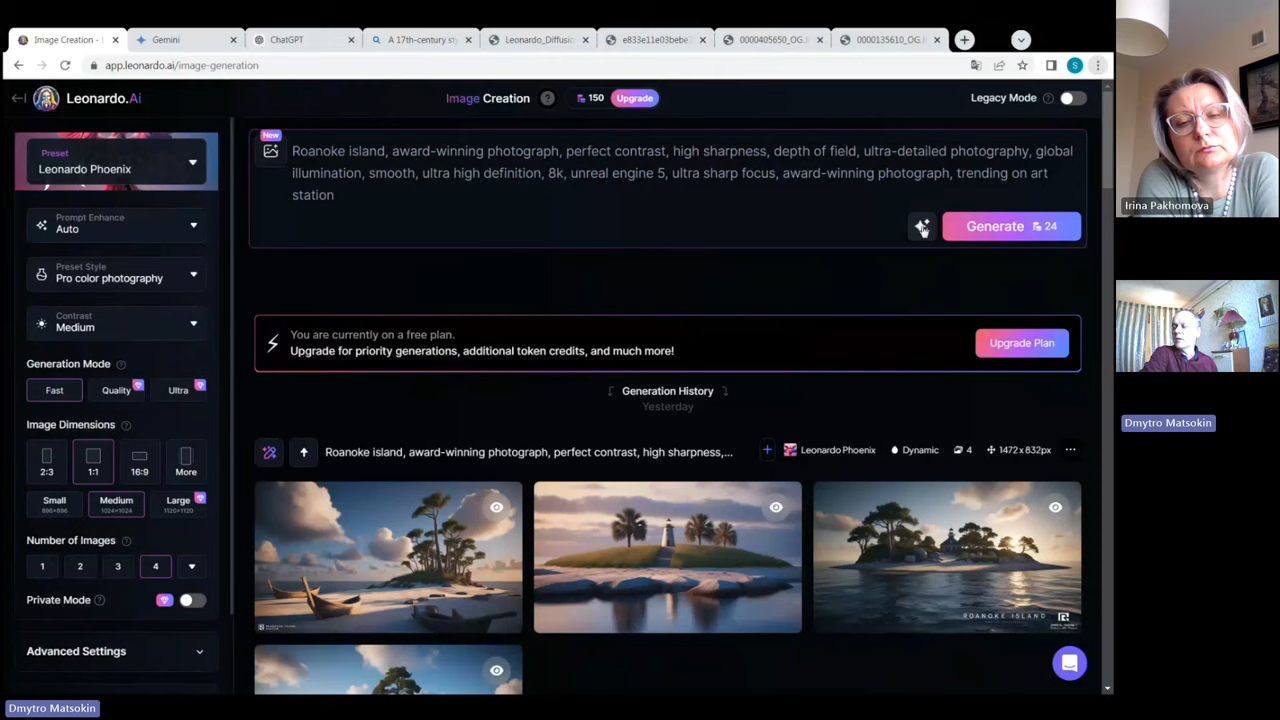 Image Creation - L
Gemini
ChatGPT
A 17th-century st
Leonardo_Diffusio
e833e11e03bebe
0000405650_OG.
0000135610_OG.
app.leonardo.ai/image-generation
S
Leonardo.Ai
Image Creation
150
Upgrade
Legacy Mode
Preset
Leonardo Phoenix
Prompt Enhance
Auto
Preset Style
Pro color photography
Contrast
Medium
Generation Mode
Fast
Quality
Ultra
Image Dimensions
2:3
1:1
16:9
More
Small
896×896
Medium
1024×1024
Large
1120×1120
Number of Images
1
2
3
4
Private Mode
Advanced Settings
New
Roanoke island, award-winning photograph, perfect contrast, high sharpness, depth of field, ultra-detailed photography, global
illumination, smooth, ultra high definition, 8k, unreal engine 5, ultra sharp focus, award-winning photograph, trending on art
station
Generate 24
You are currently on a free plan.
Upgrade for priority generations, additional token credits, and much more!
Upgrade Plan
Generation History
Yesterday
Roanoke island, award-winning photograph, perfect contrast, high sharpness,...
Leonardo Phoenix
Dynamic
4
1472 x 832px
ROANOKE ISLAND
Irina Pakhomova
Dmytro Matsokin
Dmytro Matsokin